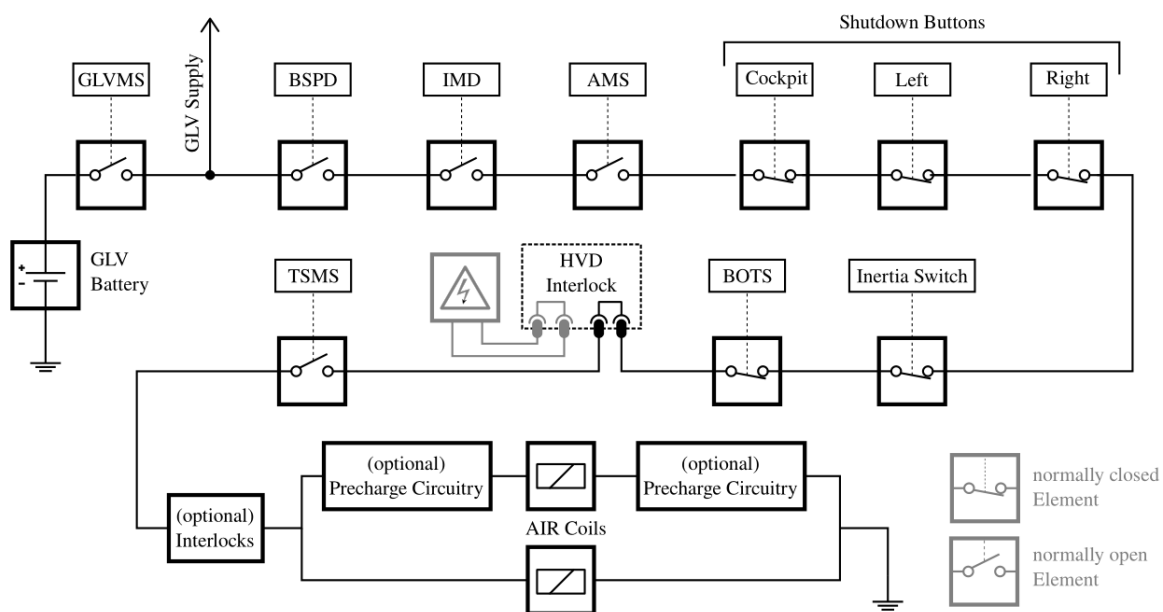 Shutdown Buttons
GLV Supply
GLVMS
BSPD
IMD
AMS
Cockpit
Left
Right
+
-
GLV
Battery
TSMS
HVD
Interlock
BOTS
Inertia Switch
(optional)
Precharge Circuitry
(optional)
Precharge Circuitry
(optional)
Interlocks
AIR Coils
normally closed
Element
normally open
Element